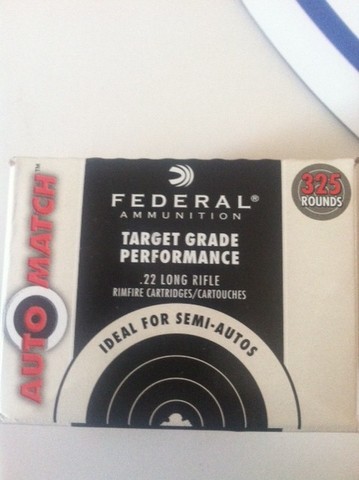 FEDERAL®
AMMUNITION
325
ROUNDS
AUTO MATCH™
TARGET GRADE
PERFORMANCE
.22 LONG RIFLE
RIMFIRE CARTRIDGES/CARTOUCHES
IDEAL FOR SEMI-AUTOS